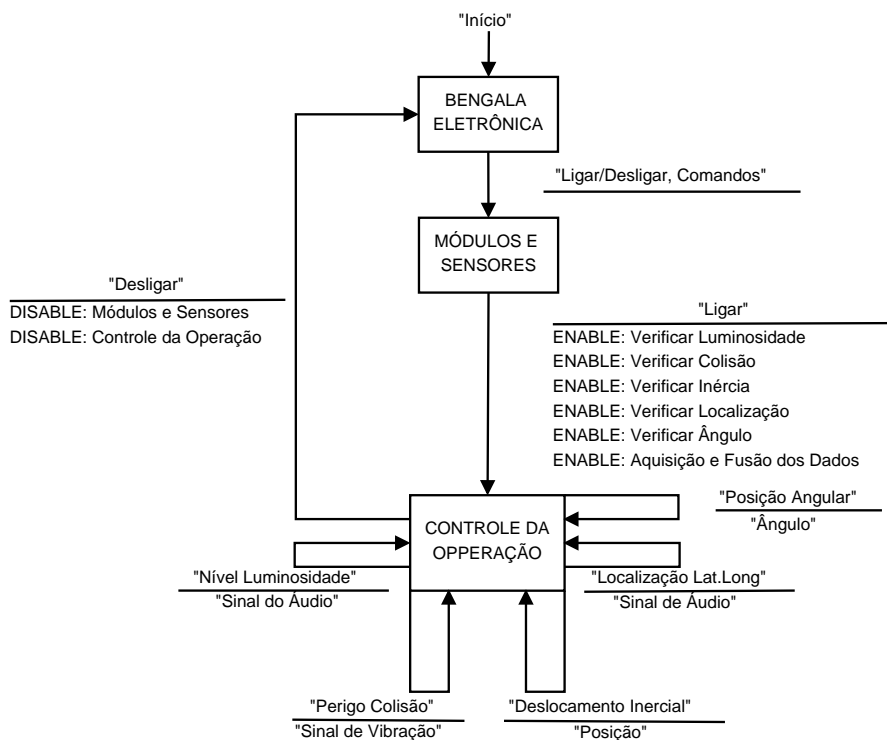 "Início"
BENGALA
ELETRÔNICA
"Ligar/Desligar, Comandos"
MÓDULOS E
SENSORES
"Desligar"
DISABLE: Módulos e Sensores
DISABLE: Controle da Operação
"Ligar"
ENABLE: Verificar Luminosidade
ENABLE: Verificar Colisão
ENABLE: Verificar Inércia
ENABLE: Verificar Localização
ENABLE: Verificar Ângulo
ENABLE: Aquisição e Fusão dos Dados
CONTROLE DA
OPPERAÇÃO
"Posição Angular"
"Ângulo"
"Nível Luminosidade"
"Sinal do Áudio"
"Localização Lat.Long"
"Sinal de Áudio"
"Perigo Colisão"
"Sinal de Vibração"
"Deslocamento Inercial"
"Posição"